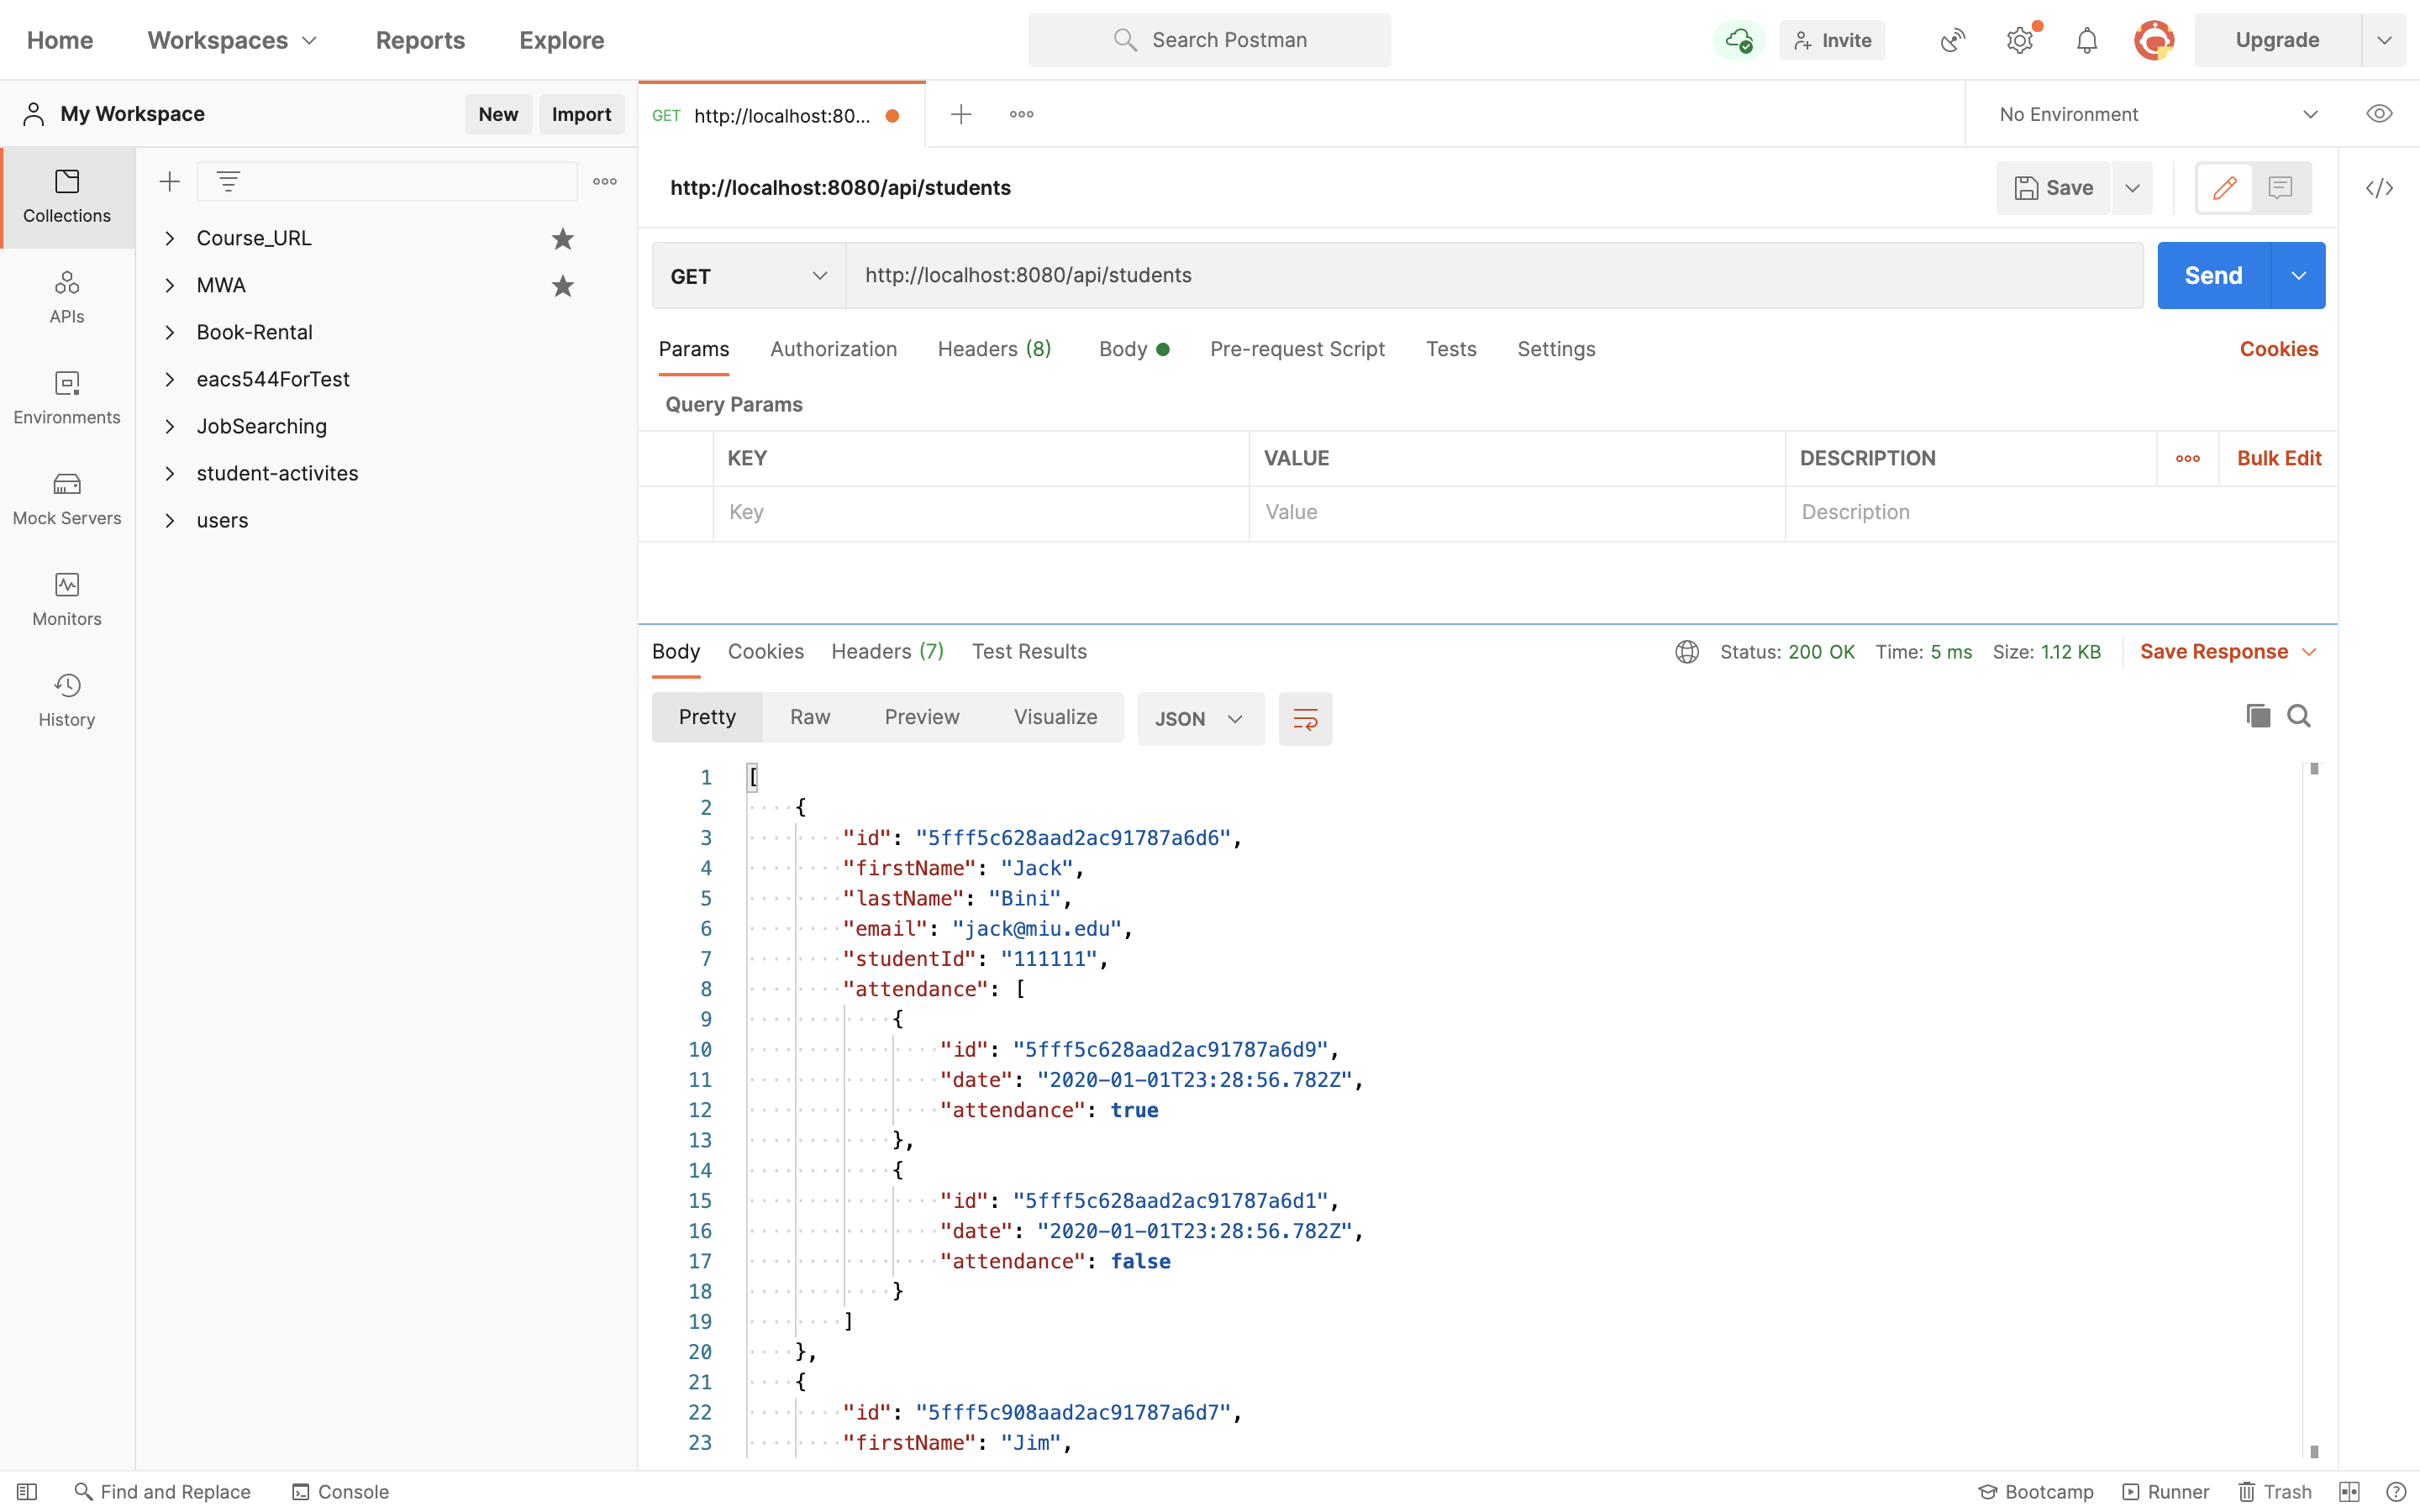 Home Workspaces Reports Explore Search Postman Invite Upgrade
My Workspace New Import GET http://localhost:80... No Environment
http://localhost:8080/api/students Save
Collections
APIs
Environments
Mock Servers
Monitors
History
Course_URL
MWA
Book-Rental
eacs544ForTest
JobSearching
student-activites
users
GET http://localhost:8080/api/students Send
Params Authorization Headers (8) Body Pre-request Script Tests Settings Cookies
Query Params
KEY VALUE DESCRIPTION Bulk Edit
Key Value Description
Body Cookies Headers (7) Test Results Status: 200 OK Time: 5 ms Size: 1.12 KB Save Response
Pretty Raw Preview Visualize JSON
1 [
2 {
3 "id": "5fff5c628aad2ac91787a6d6",
4 "firstName": "Jack",
5 "lastName": "Bini",
6 "email": "jack@miu.edu",
7 "studentId": "111111",
8 "attendance": [
9 {
10 "id": "5fff5c628aad2ac91787a6d9",
11 "date": "2020-01-01T23:28:56.782Z",
12 "attendance": true
13 },
14 {
15 "id": "5fff5c628aad2ac91787a6d1",
16 "date": "2020-01-01T23:28:56.782Z",
17 "attendance": false
18 }
19 ]
20 },
21 {
22 "id": "5fff5c908aad2ac91787a6d7",
23 "firstName": "Jim",
Find and Replace Console Bootcamp Runner Trash